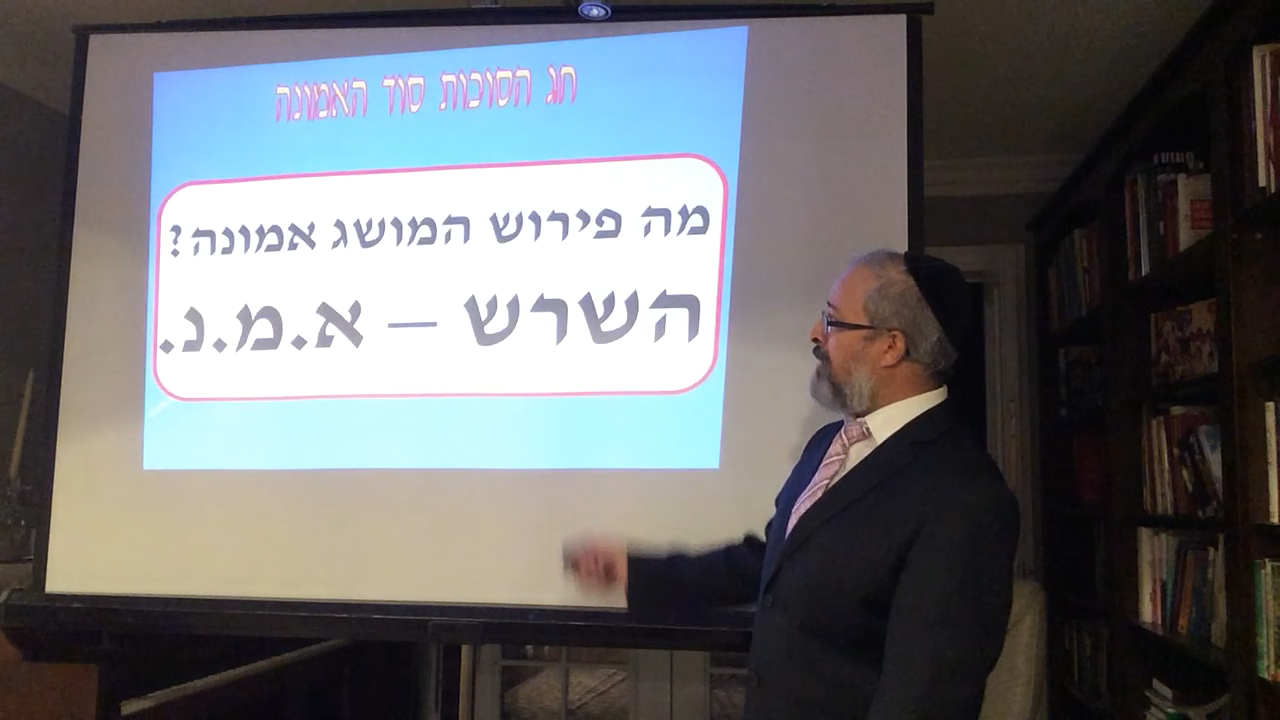 חג הסוכות סוד האמונה
מה פירוש המושג אמונה?
השרש – א.מ.נ.